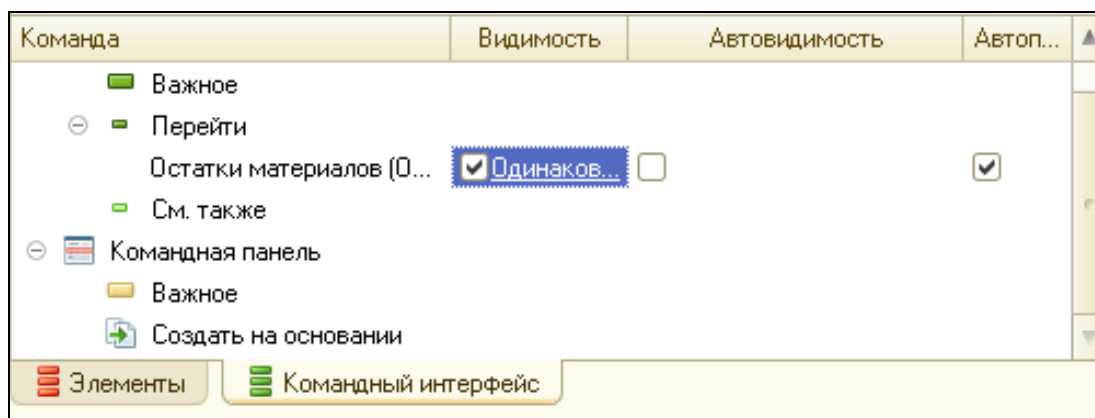 Команда Видимость Автовидимость Автоп...
Важное
Перейти
Остатки материалов (О... Одинаков...
См. также
Командная панель
Важное
Создать на основании
Элементы Командный интерфейс